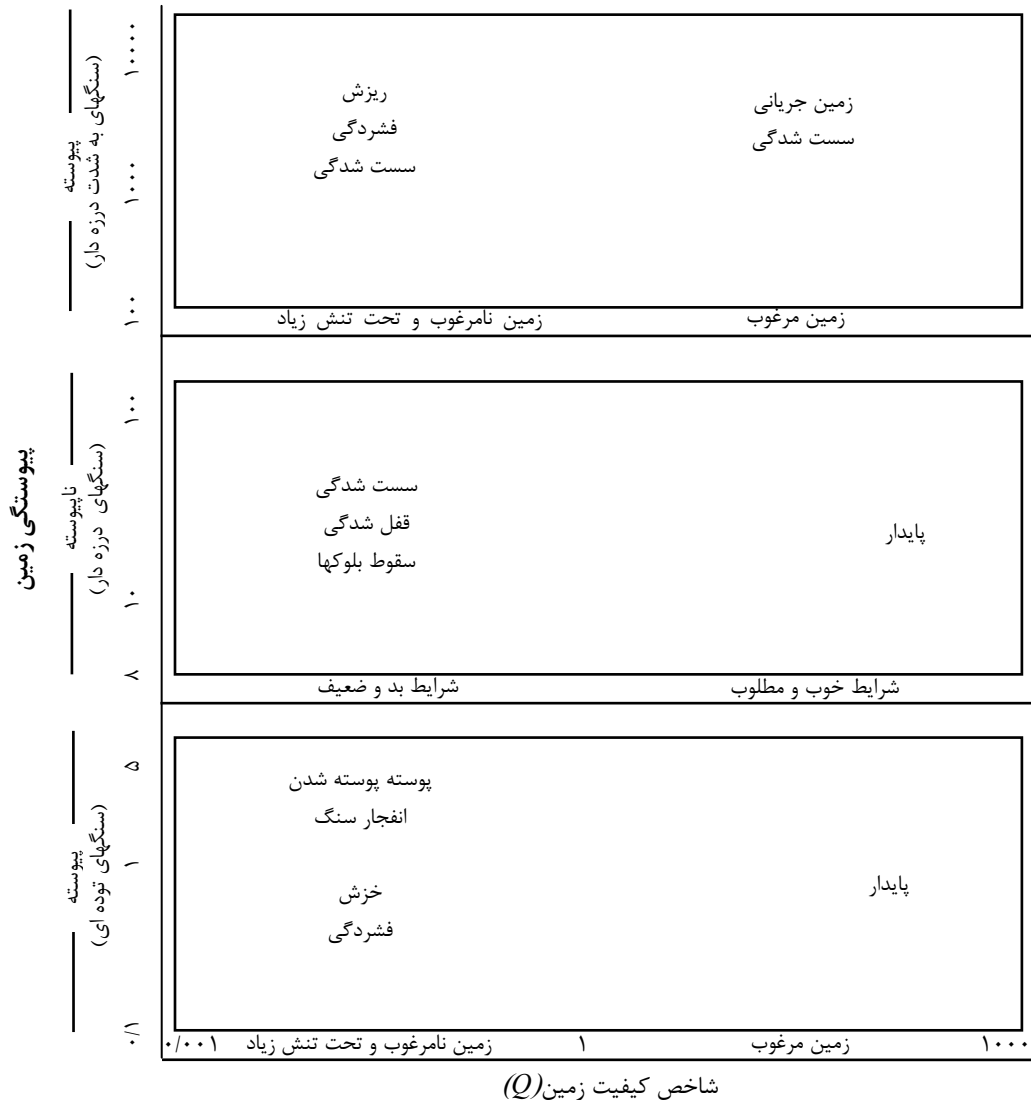 پیوستگی زمین
پیوسته
(سنگهای به شدت درزه دار)
۱۰۰۰۰
۱۰۰۰
۱۰۰
ریزش
فشردگی
سست شدگی
زمین جریانی
سست شدگی
زمین نامرغوب و تحت تنش زیاد
زمین مرغوب
ناپیوسته
(سنگهای درزه دار)
۱۰۰
۱۰
۸
سست شدگی
قفل شدگی
سقوط بلوکها
پایدار
شرایط بد و ضعیف
شرایط خوب و مطلوب
پیوسته
(سنگهای توده ای)
۵
۱
۰/۱
پوسته پوسته شدن
انفجار سنگ
خزش
فشردگی
پایدار
۰/۰۰۱ زمین نامرغوب و تحت تنش زیاد ۱ زمین مرغوب ۱۰۰۰
شاخص کیفیت زمین(Q)